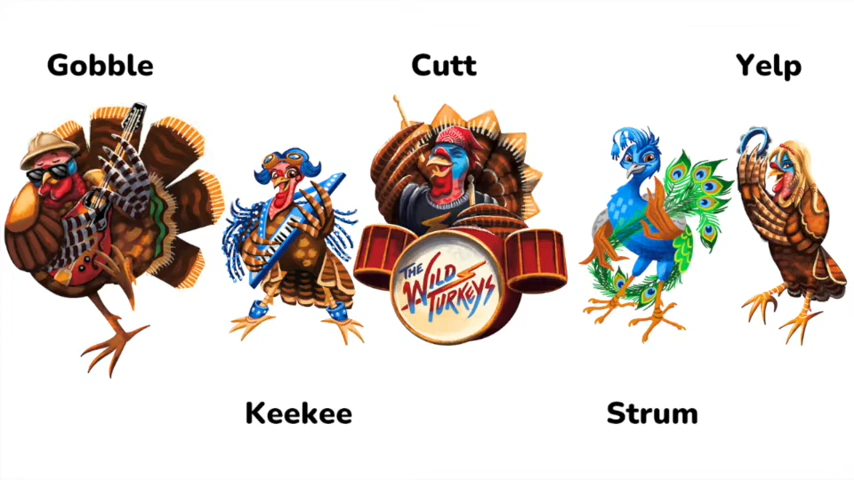 Gobble
Cutt
Yelp
THE
WILD
TURKEYS
Keekee
Strum